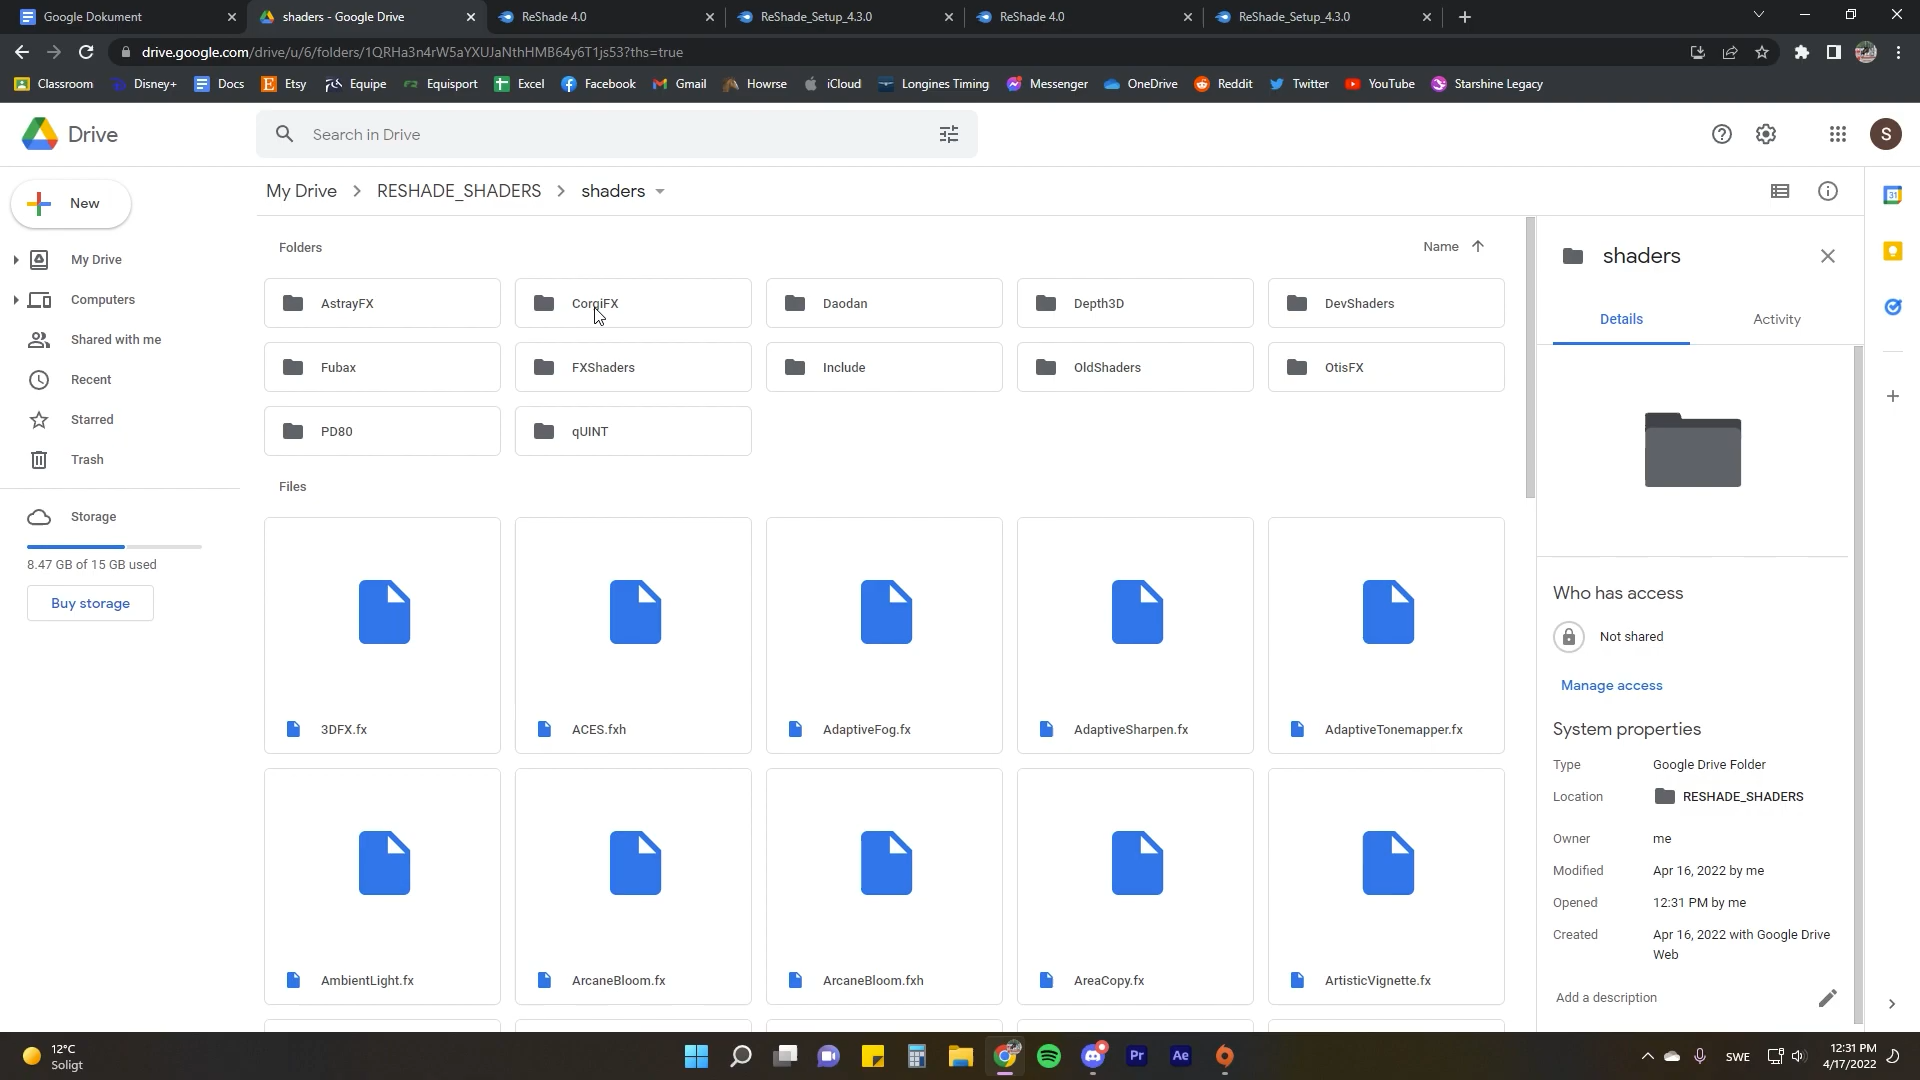 Google Dokument
shaders - Google Drive
ReShade 4.0
ReShade_Setup_4.3.0
ReShade 4.0
ReShade_Setup_4.3.0
drive.google.com/drive/u/6/folders/1QRHa3n4rW5aYXUJaNthHMB64y6T1js53?ths=true
Classroom
Disney+
Docs
Etsy
Equipe
Equisport
Excel
Facebook
Gmail
Howrse
iCloud
Longines Timing
Messenger
OneDrive
Reddit
Twitter
YouTube
Starshine Legacy
Drive
Search in Drive
S
New
My Drive
Computers
Shared with me
Recent
Starred
Trash
Storage
8.47 GB of 15 GB used
Buy storage
My Drive > RESHADE_SHADERS > shaders
Folders
Name
AstrayFX
CorgiFX
Daodan
Depth3D
DevShaders
Fubax
FXShaders
Include
OldShaders
OtisFX
PD80
qUINT
Files
3DFX.fx
ACES.fxh
AdaptiveFog.fx
AdaptiveSharpen.fx
AdaptiveTonemapper.fx
AmbientLight.fx
ArcaneBloom.fx
ArcaneBloom.fxh
AreaCopy.fx
ArtisticVignette.fx
shaders
Details
Activity
Who has access
Not shared
Manage access
System properties
Type Google Drive Folder
Location RESHADE_SHADERS
Owner me
Modified Apr 16, 2022 by me
Opened 12:31 PM by me
Created Apr 16, 2022 with Google Drive
Web
Add a description
31
12°C
Soligt
Pr
Ae
SWE
12:31 PM
4/17/2022